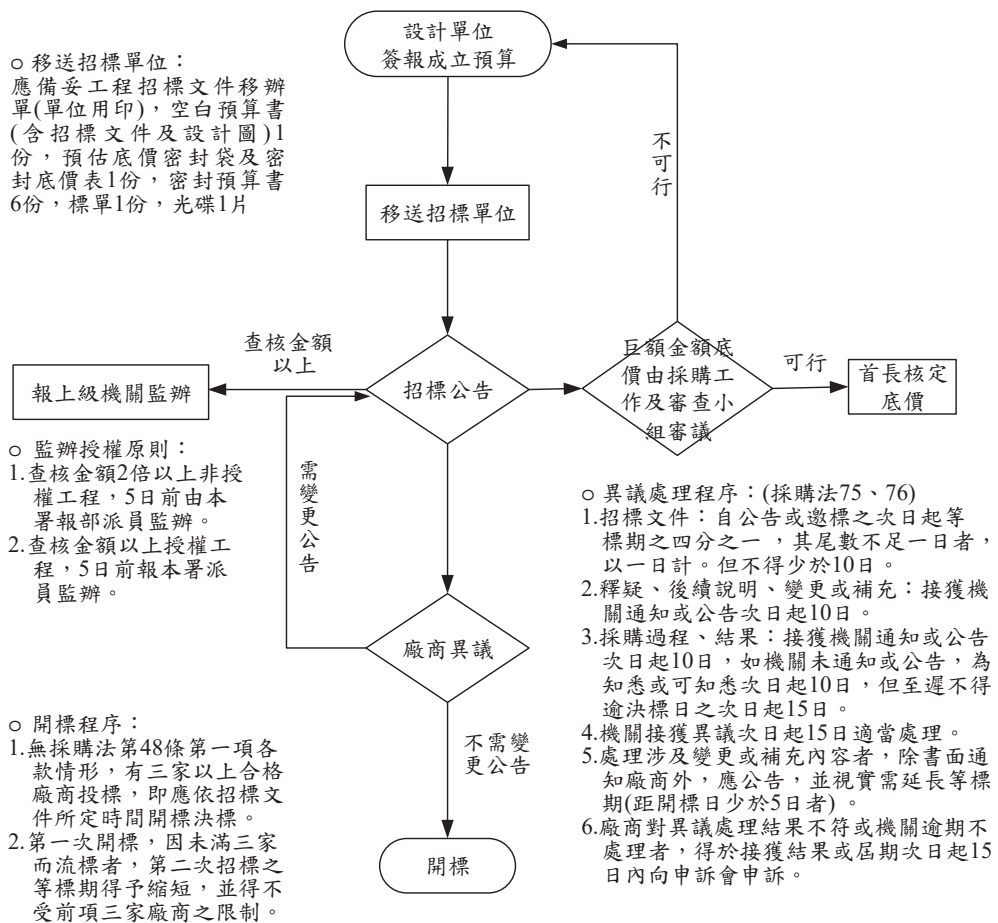 設計單位
簽報成立預算
○ 移送招標單位：
應備妥工程招標文件移辦
單(單位用印)，空白預算書
(含招標文件及設計圖)1
份，預估底價密封袋及密
封底價表1份，密封預算書
6份，標單1份，光碟1片
不可行
移送招標單位
查核金額
以上
報上級機關監辦
招標公告
巨額金額底
價由採購工
作及審查小
組審議
可行
首長核定
底價
○ 監辦授權原則：
1.查核金額2倍以上非授
權工程，5日前由本
署報部派員監辦。
2.查核金額以上授權工
程，5日前報本署派
員監辦。
需變更公告
廠商異議
○ 異議處理程序：(採購法75、76)
1.招標文件：自公告或邀標之次日起等
標期之四分之一 ，其尾數不足一日者，
以一日計。但不得少於10日。
2.釋疑、後續說明、變更或補充：接獲機
關通知或公告次日起10日。
3.採購過程、結果：接獲機關通知或公告
次日起10日，如機關未通知或公告，為
知悉或可知悉次日起10日，但至遲不得
逾決標日之次日起15日。
4.機關接獲異議次日起15日適當處理。
5.處理涉及變更或補充內容者，除書面通
知廠商外，應公告，並視實需延長等標
期(距開標日少於5日者) 。
6.廠商對異議處理結果不符或機關逾期不
處理者，得於接獲結果或屆期次日起15
日內向申訴會申訴。
○ 開標程序：
1.無採購法第48條第一項各
款情形，有三家以上合格
廠商投標，即應依招標文
件所定時間開標決標。
2.第一次開標，因未滿三家
而流標者，第二次招標之
等標期得予縮短，並得不
受前項三家廠商之限制。
不需變
更公告
開標